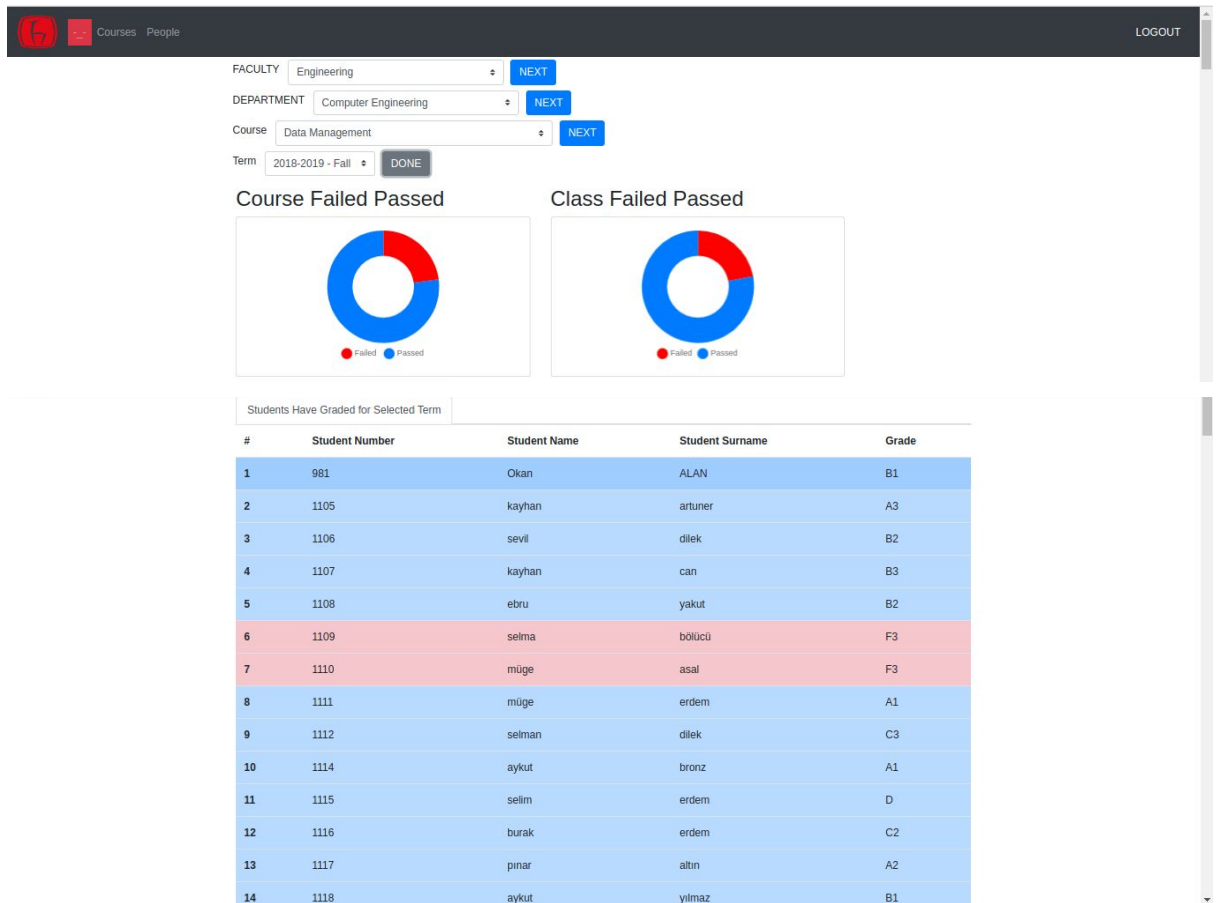 -_- Courses People LOGOUT
FACULTY Engineering NEXT
DEPARTMENT Computer Engineering NEXT
Course Data Management NEXT
Term 2018-2019 - Fall DONE
Course Failed Passed Class Failed Passed
Failed Passed Failed Passed
Students Have Graded for Selected Term
# Student Number Student Name Student Surname Grade
1 981 Okan ALAN B1
2 1105 kayhan artuner A3
3 1106 sevil dilek B2
4 1107 kayhan can B3
5 1108 ebru yakut B2
6 1109 selma bölücü F3
7 1110 müge asal F3
8 1111 müge erdem A1
9 1112 selman dilek C3
10 1114 aykut bronz A1
11 1115 selim erdem D
12 1116 burak erdem C2
13 1117 pınar altın A2
14 1118 aykut yılmaz B1